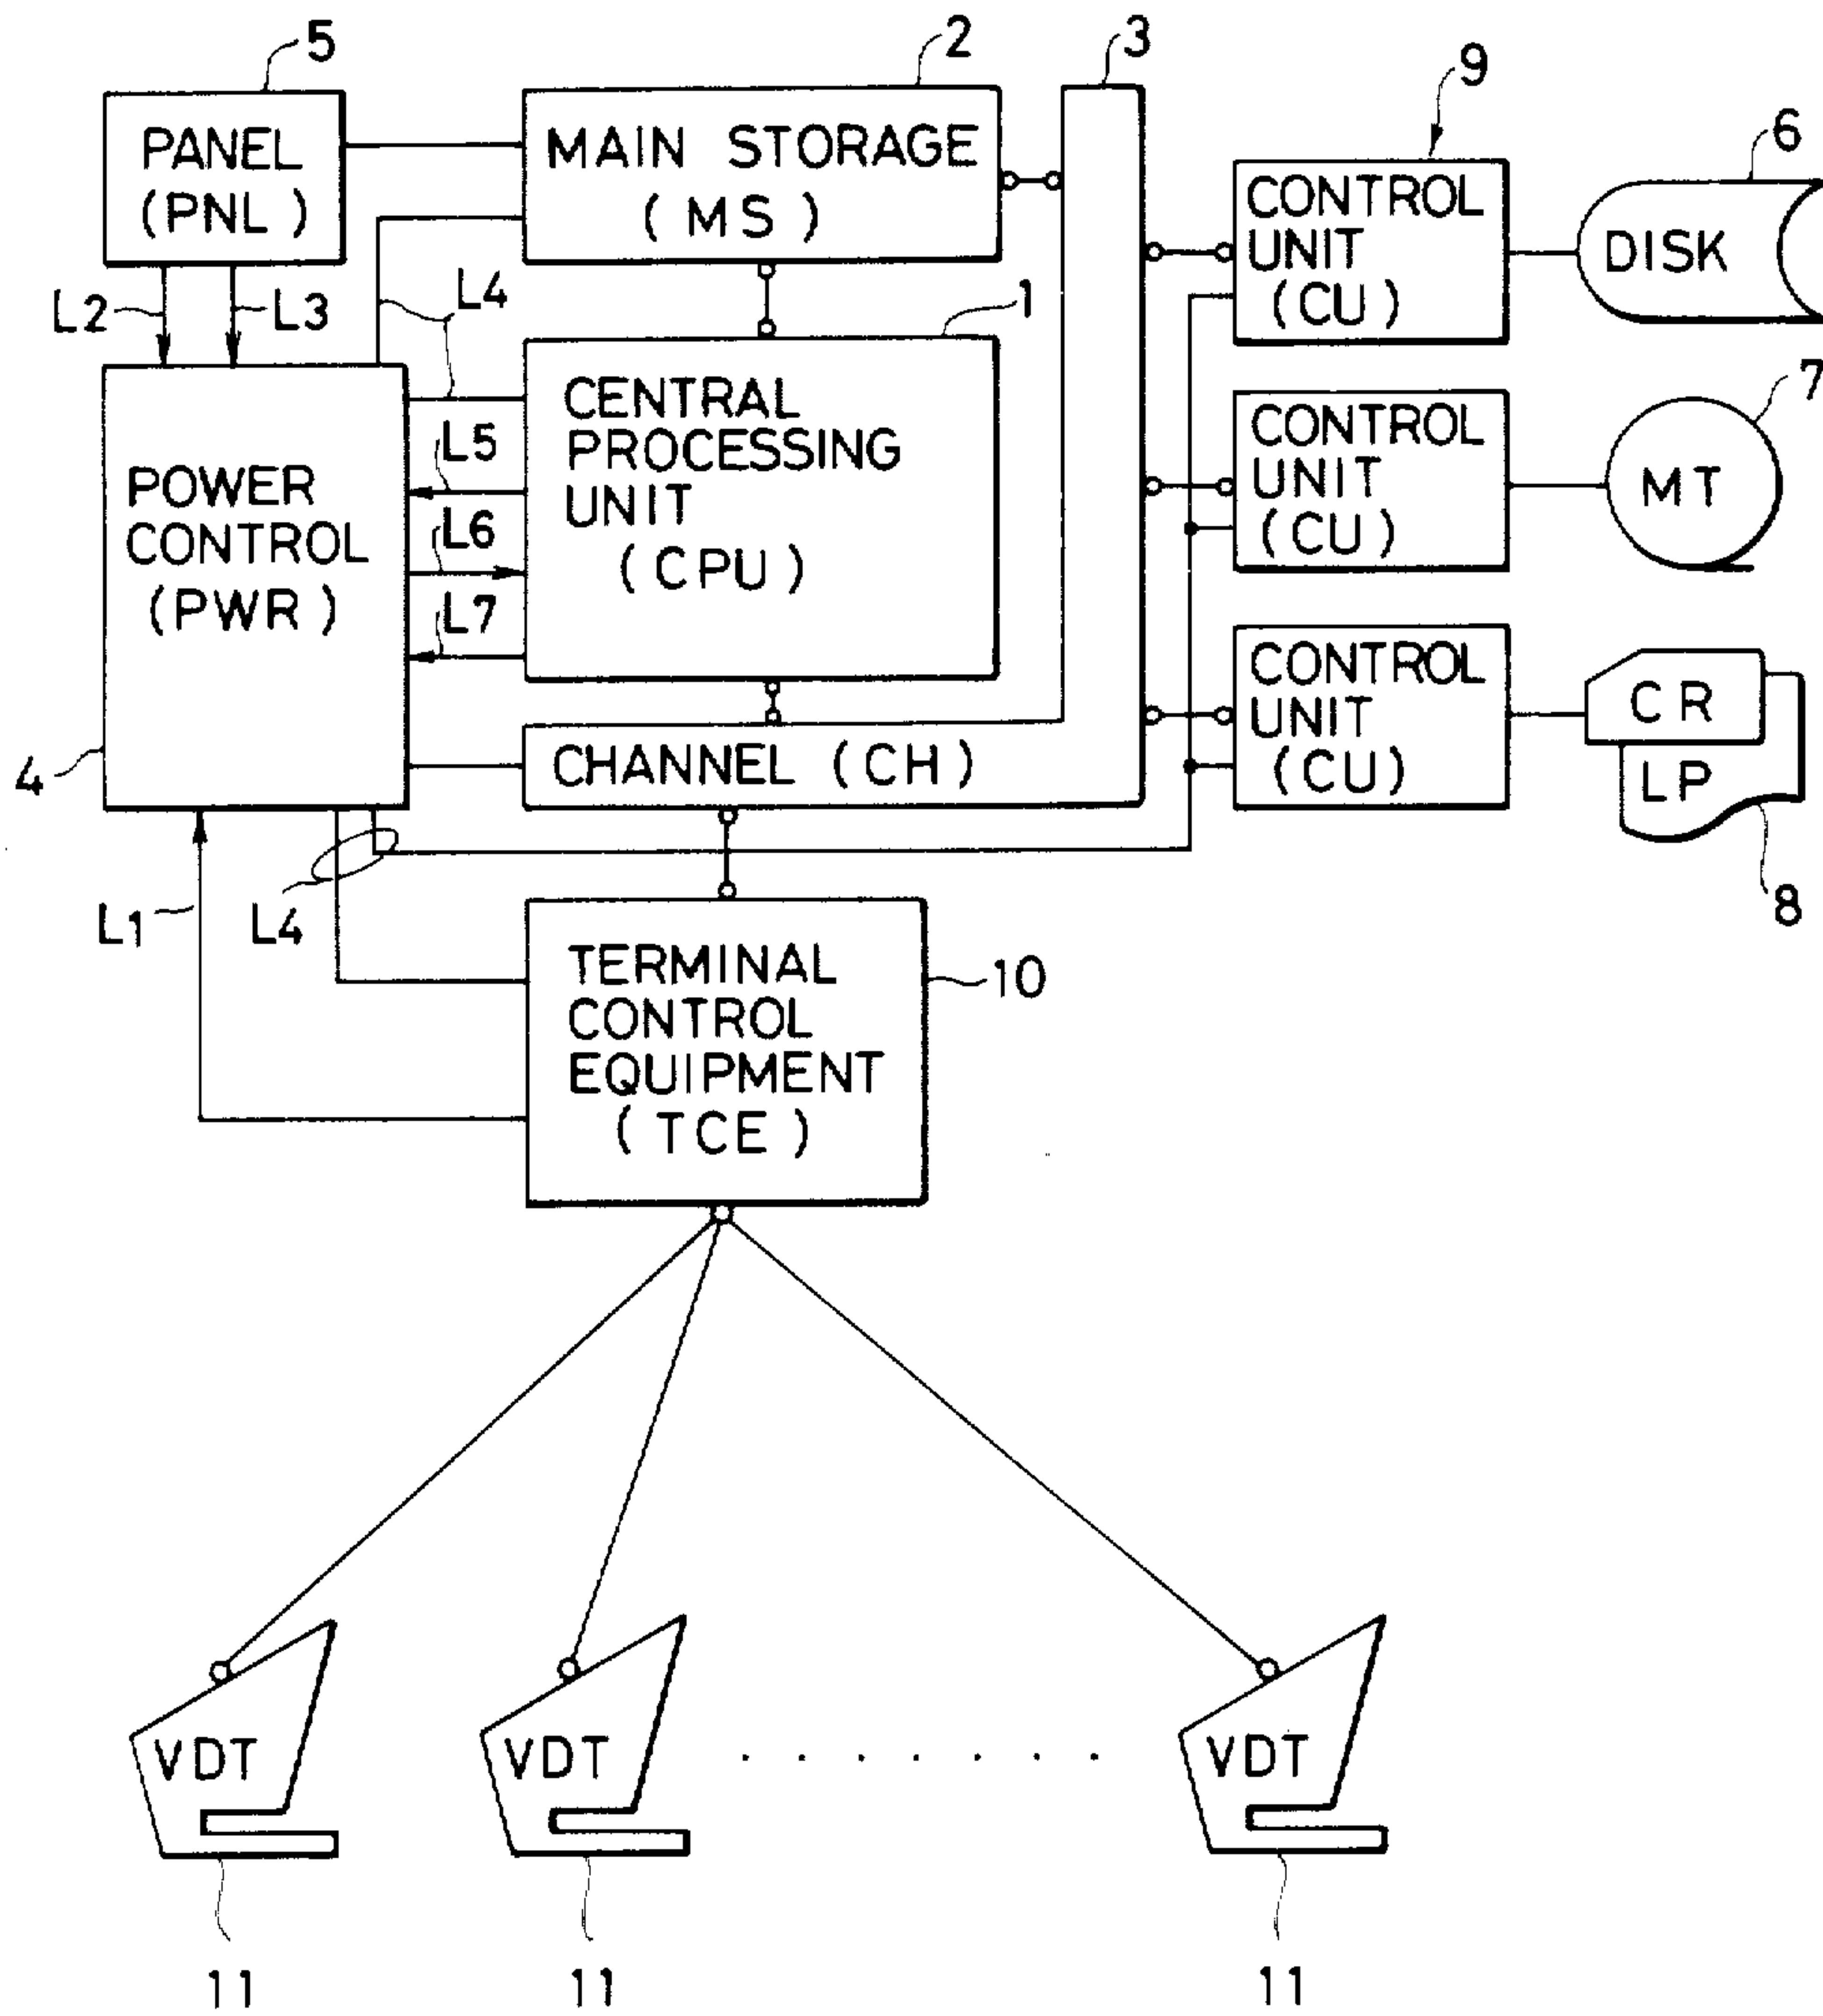 5
2
3
9
6
PANEL
(PNL)
MAIN STORAGE
(MS)
CONTROL
UNIT
(CU)
DISK
L2
L3
L4
1
7
POWER
CONTROL
(PWR)
L5
L6
L7
CENTRAL
PROCESSING
UNIT
(CPU)
CONTROL
UNIT
(CU)
MT
4
CHANNEL (CH)
CONTROL
UNIT
(CU)
CR
LP
8
L1
L4
TERMINAL
CONTROL
EQUIPMENT
(TCE)
10
VDT
VDT
.......
VDT
11
11
11